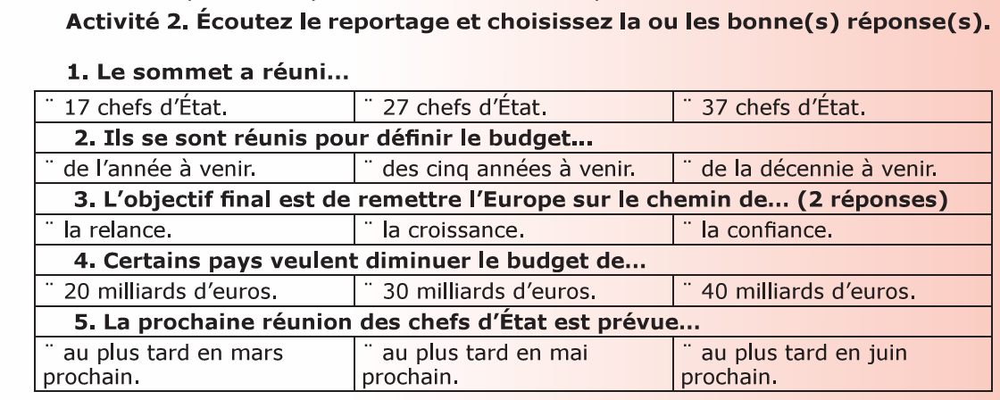 Activité 2. Écoutez le reportage et choisissez la ou les bonne(s) réponse(s).
1. Le sommet a réuni...
¨ 17 chefs d’État. ¨ 27 chefs d’État. ¨ 37 chefs d’État.
2. Ils se sont réunis pour définir le budget...
¨ de l’année à venir. ¨ des cinq années à venir. ¨ de la décennie à venir.
3. L’objectif final est de remettre l’Europe sur le chemin de... (2 réponses)
¨ la relance. ¨ la croissance. ¨ la confiance.
4. Certains pays veulent diminuer le budget de...
¨ 20 milliards d’euros. ¨ 30 milliards d’euros. ¨ 40 milliards d’euros.
5. La prochaine réunion des chefs d’État est prévue...
¨ au plus tard en mars prochain. ¨ au plus tard en mai prochain. ¨ au plus tard en juin prochain.